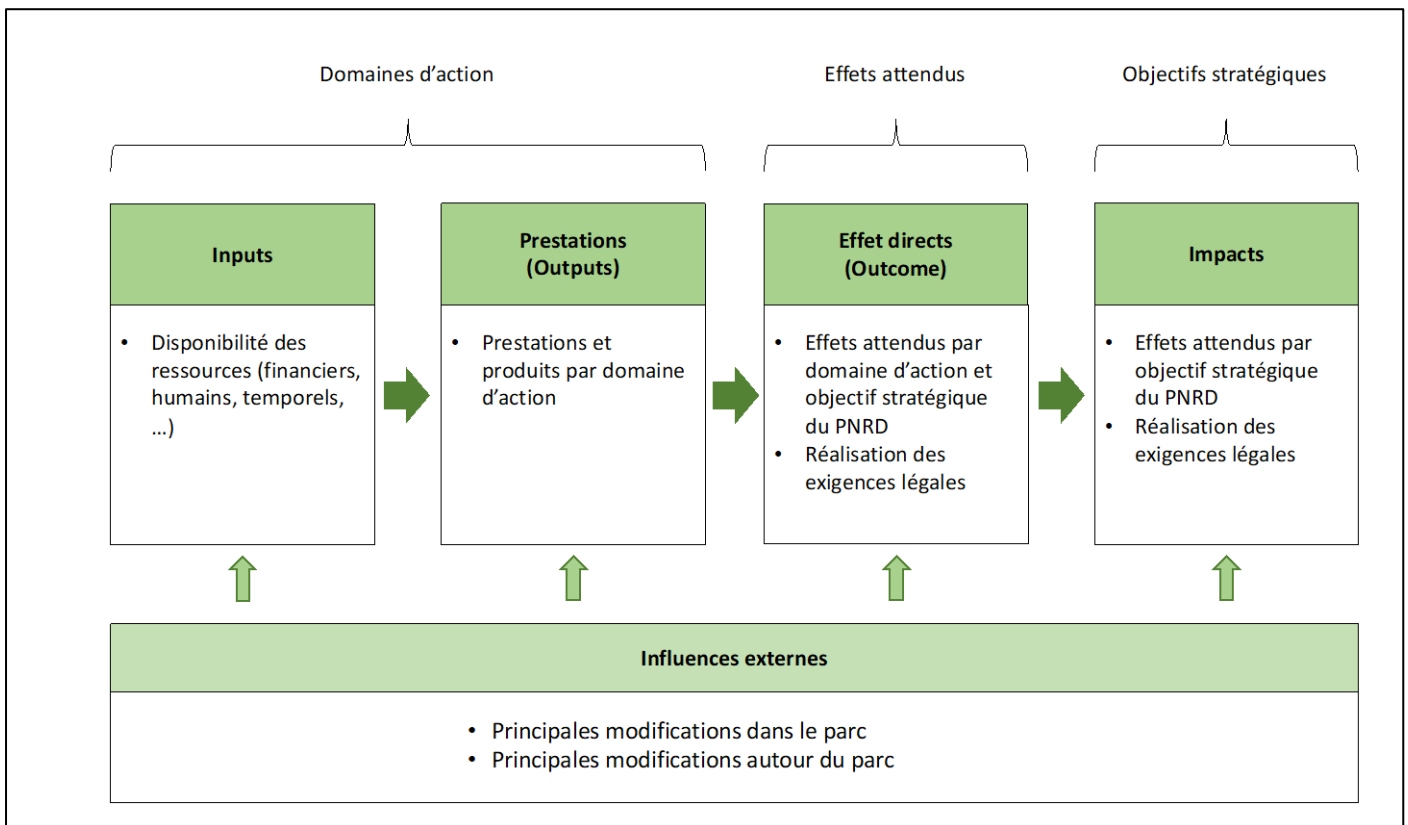 Domaines d’action
Effets attendus
Objectifs stratégiques
Inputs
Prestations
(Outputs)
Effet directs
(Outcome)
Impacts
• Disponibilité des
ressources (financiers,
humains, temporels,
…)
• Prestations et
produits par domaine
d’action
• Effets attendus par
domaine d’action et
objectif stratégique
du PNRD
• Réalisation des
exigences légales
• Effets attendus par
objectif stratégique
du PNRD
• Réalisation des
exigences légales
Influences externes
• Principales modifications dans le parc
• Principales modifications autour du parc